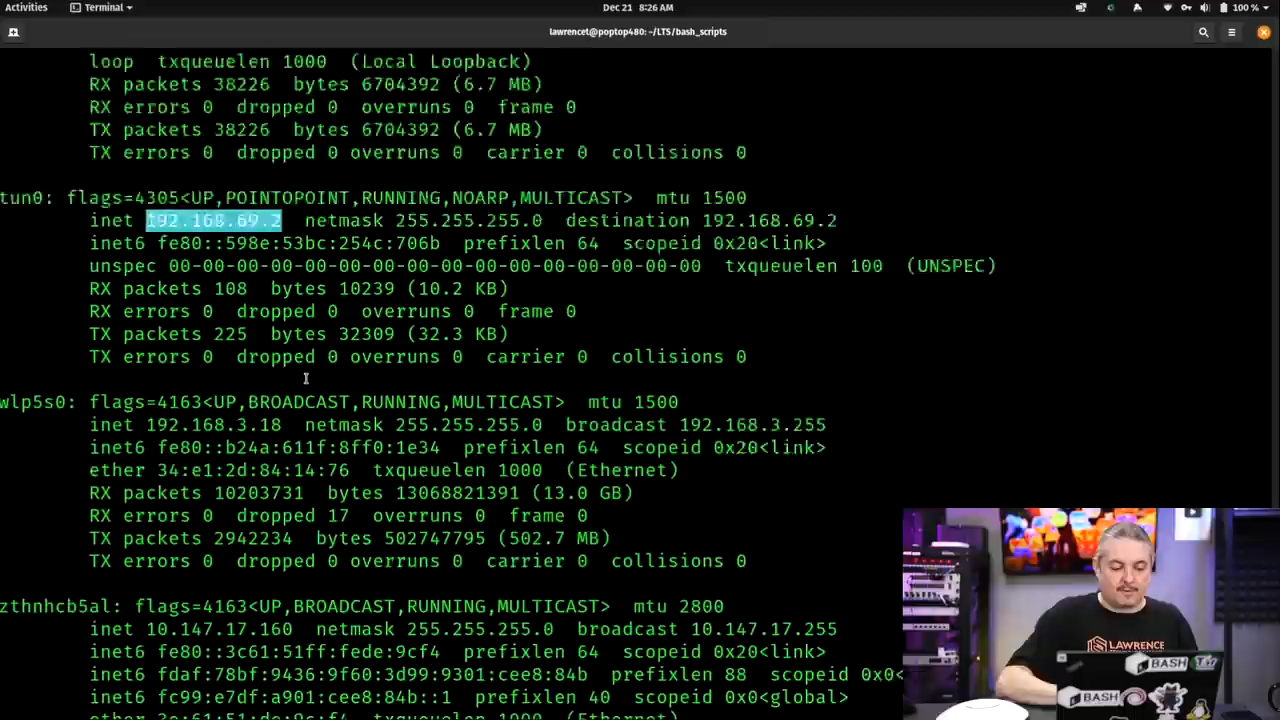 Activities Terminal Dec 21 8:26 AM 100 %
lawrencet@poptop480: ~/LTS/bash_scripts
loop txqueuelen 1000 (Local Loopback)
RX packets 38226 bytes 6704392 (6.7 MB)
RX errors 0 dropped 0 overruns 0 frame 0
TX packets 38226 bytes 6704392 (6.7 MB)
TX errors 0 dropped 0 overruns 0 carrier 0 collisions 0
tun0: flags=4305<UP,POINTOPOINT,RUNNING,NOARP,MULTICAST> mtu 1500
inet 192.168.69.2 netmask 255.255.255.0 destination 192.168.69.2
inet6 fe80::598e:53bc:254c:706b prefixlen 64 scopeid 0x20<link>
unspec 00-00-00-00-00-00-00-00-00-00-00-00-00-00-00-00 txqueuelen 100 (UNSPEC)
RX packets 108 bytes 10239 (10.2 KB)
RX errors 0 dropped 0 overruns 0 frame 0
TX packets 225 bytes 32309 (32.3 KB)
TX errors 0 dropped 0 overruns 0 carrier 0 collisions 0
wlp5s0: flags=4163<UP,BROADCAST,RUNNING,MULTICAST> mtu 1500
inet 192.168.3.18 netmask 255.255.255.0 broadcast 192.168.3.255
inet6 fe80::b24a:611f:8ff0:1e34 prefixlen 64 scopeid 0x20<link>
ether 34:e1:2d:84:14:76 txqueuelen 1000 (Ethernet)
RX packets 10203731 bytes 13068821391 (13.0 GB)
RX errors 0 dropped 17 overruns 0 frame 0
TX packets 2942234 bytes 502747795 (502.7 MB)
TX errors 0 dropped 0 overruns 0 carrier 0 collisions 0
zthnhcb5al: flags=4163<UP,BROADCAST,RUNNING,MULTICAST> mtu 2800
inet 10.147.17.160 netmask 255.255.255.0 broadcast 10.147.17.255
inet6 fe80::3c61:51ff:fede:9cf4 prefixlen 64 scopeid 0x20<link>
inet6 fdaf:78bf:9436:9f60:3d99:9301:cee8:84b prefixlen 88 scopeid 0x0<
inet6 fc99:e7df:a901:cee8:84b::1 prefixlen 40 scopeid 0x0<global>
ether 3e:61:51:de:9c:f4 txqueuelen 1000 (Ethernet)
LAWRENCE
BASH
BASH